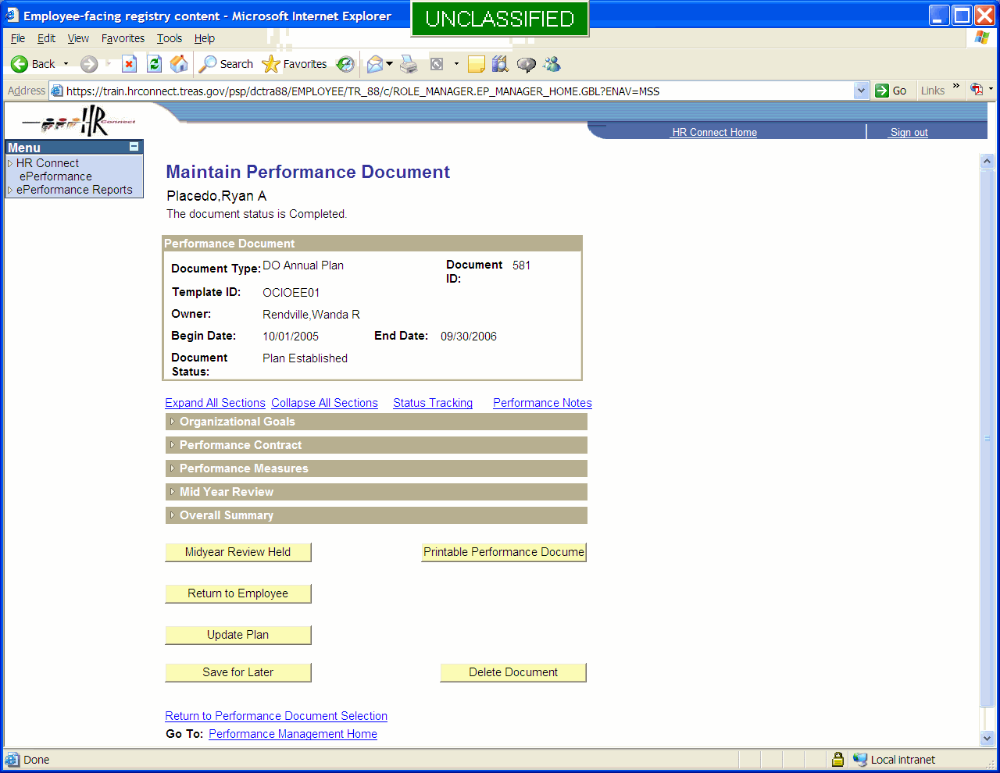 Employee-facing registry content - Microsoft Internet Explorer
UNCLASSIFIED
File Edit View Favorites Tools Help
Back Search Favorites
Address https://train.hrconnect.treas.gov/psp/dctra88/EMPLOYEE/TR_88/c/ROLE_MANAGER.EP_MANAGER_HOME.GBL?ENAV=MSS Go Links »
HR Connect
HR Connect Home Sign out
Menu
HR Connect
ePerformance
ePerformance Reports
Maintain Performance Document
Placedo,Ryan A
The document status is Completed.
Performance Document
Document Type: DO Annual Plan Document ID: 581
Template ID: OCIOEE01
Owner: Rendville,Wanda R
Begin Date: 10/01/2005 End Date: 09/30/2006
Document Status: Plan Established
Expand All Sections Collapse All Sections Status Tracking Performance Notes
Organizational Goals
Performance Contract
Performance Measures
Mid Year Review
Overall Summary
Midyear Review Held Printable Performance Docume
Return to Employee
Update Plan
Save for Later Delete Document
Return to Performance Document Selection
Go To: Performance Management Home
Done Local intranet